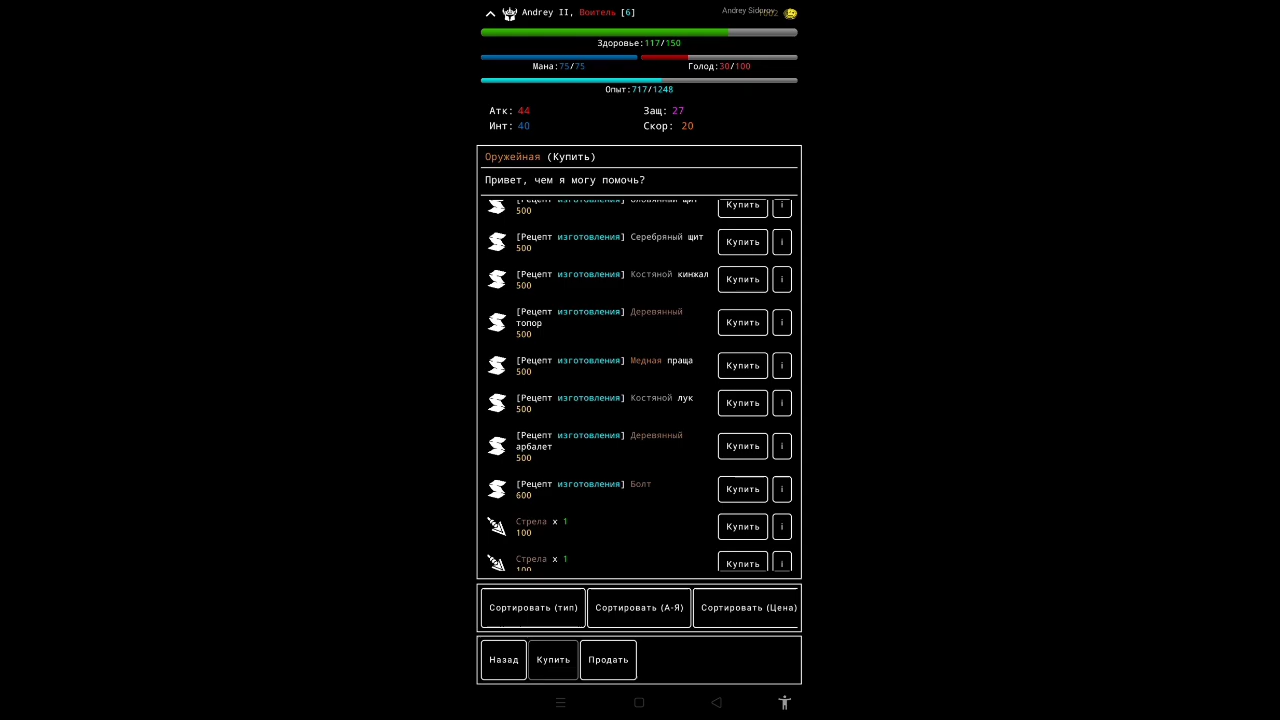 Andrey II, Воитель [6]
Andrey Sidorov
Здоровье:117/150
Мана:75/75
Голод:30/100
Опыт:717/1248
Атк: 44
Защ: 27
Инт: 40
Скор: 20
Оружейная (Купить)
Привет, чем я могу помочь?
[Рецепт изготовления] щит
500
Купить
i
[Рецепт изготовления] Серебряный щит
500
Купить
i
[Рецепт изготовления] Костяной кинжал
500
Купить
i
[Рецепт изготовления] Деревянный
топор
500
Купить
i
[Рецепт изготовления] Медная праща
500
Купить
i
[Рецепт изготовления] Костяной лук
500
Купить
i
[Рецепт изготовления] Деревянный
арбалет
500
Купить
i
[Рецепт изготовления] Болт
600
Купить
i
Стрела x 1
100
Купить
i
Стрела x 1
100
Купить
i
Сортировать (тип)
Сортировать (А-Я)
Сортировать (Цена)
Назад
Купить
Продать